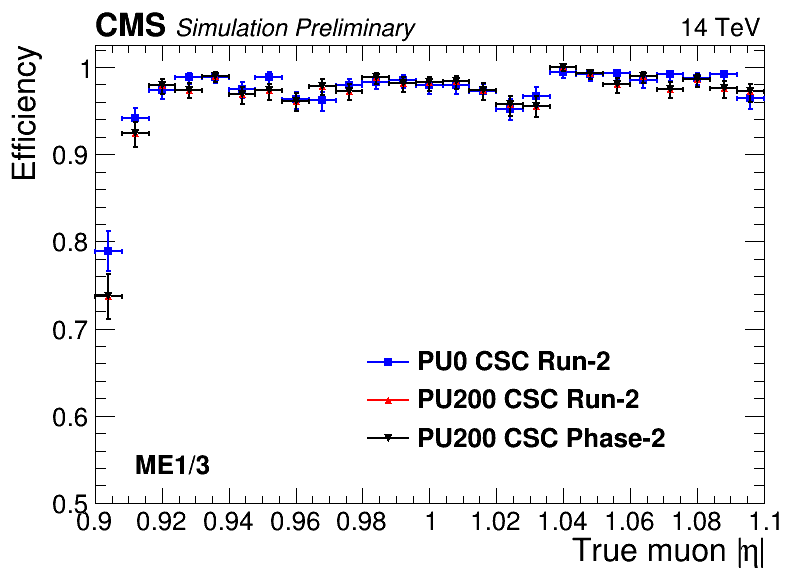 CMS Simulation Preliminary 14 TeV
Efficiency
1
0.9
0.8
0.7
0.6
0.5
PU0 CSC Run-2
PU200 CSC Run-2
PU200 CSC Phase-2
ME1/3
0.9 0.92 0.94 0.96 0.98 1 1.02 1.04 1.06 1.08 1.1
True muon |η|